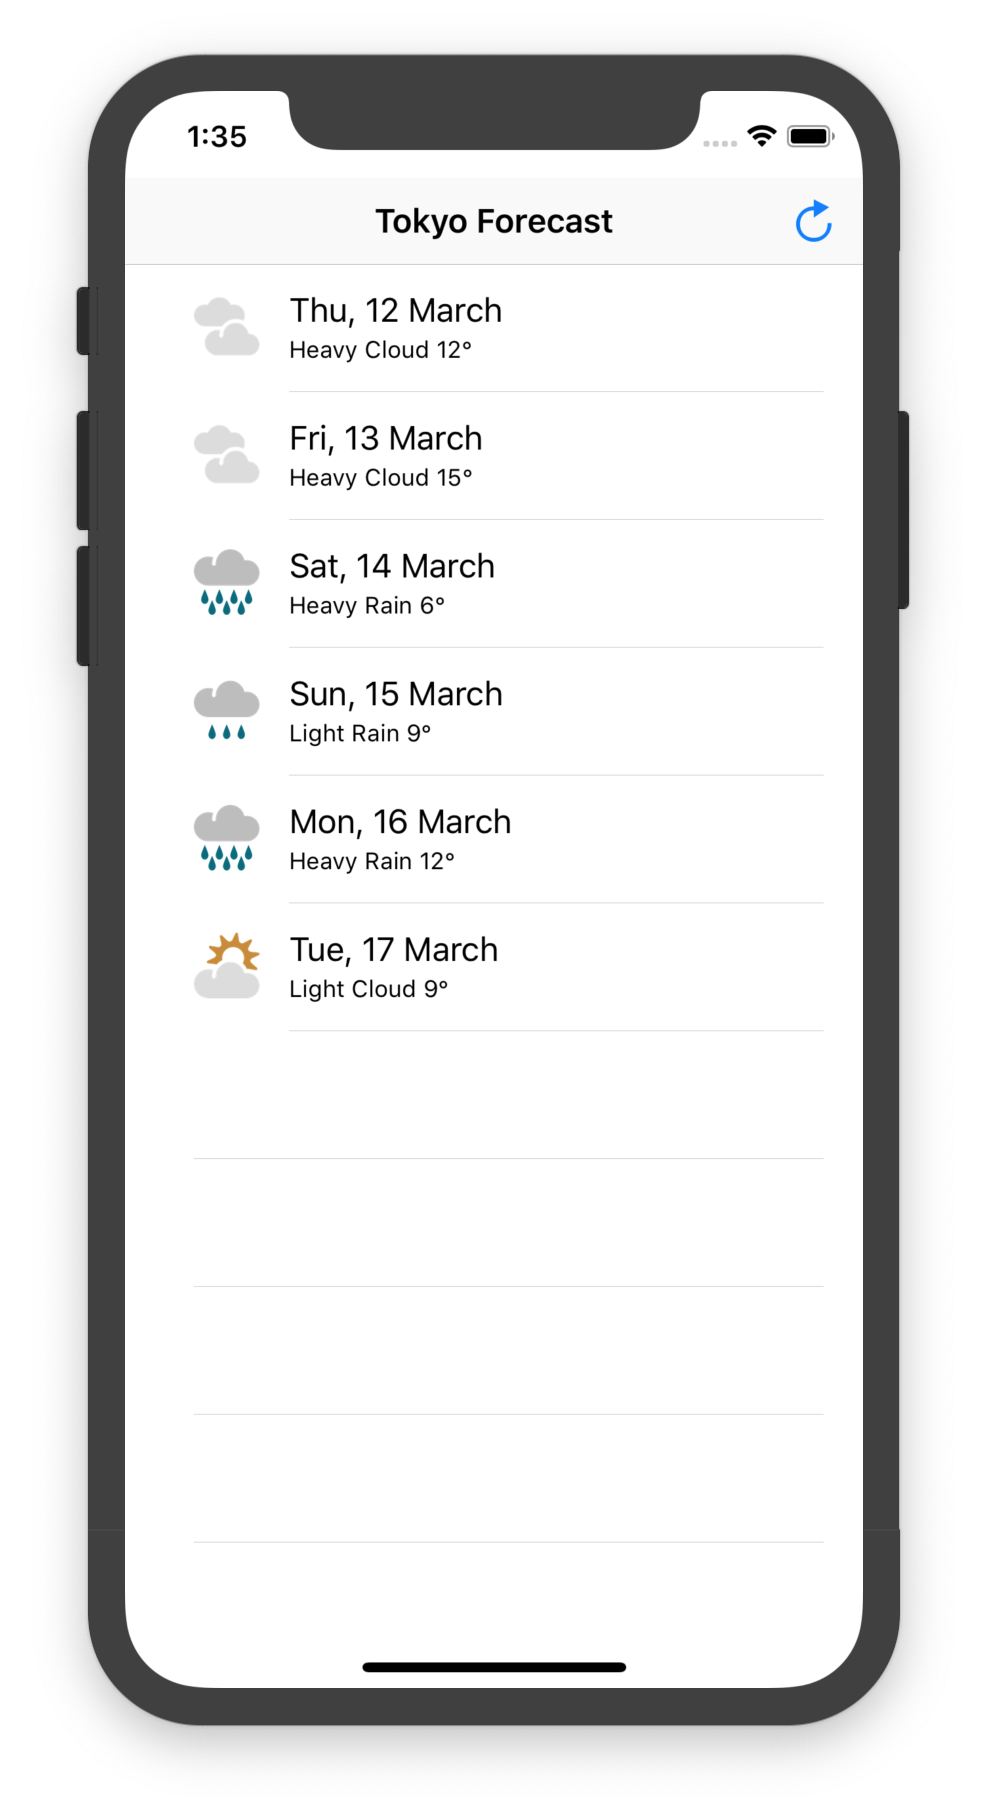 1:35
Tokyo Forecast
Thu, 12 March
Heavy Cloud 12°
Fri, 13 March
Heavy Cloud 15°
Sat, 14 March
Heavy Rain 6°
Sun, 15 March
Light Rain 9°
Mon, 16 March
Heavy Rain 12°
Tue, 17 March
Light Cloud 9°